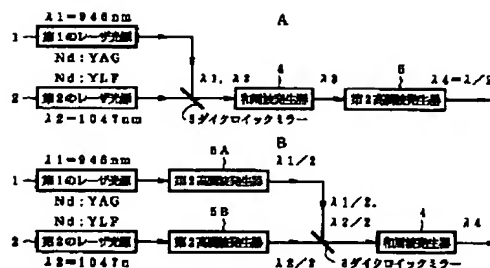 A
λ1=946nm
1 第1のレーザ光源
Nd:YAG
Nd:YLF
2 第2のレーザ光源
λ2=1047nm
λ1, λ2
4
和周波発生器
λ3
5
第2高調波発生器
λ4=λ/2
3ダイクロイックミラー
B
λ1=946nm
1 第1のレーザ光源
Nd:YAG
Nd:YLF
2 第2のレーザ光源
λ2=1047n
5A
第2高調波発生器
λ1/2
5B
第2高調波発生器
λ2/2
λ1/2,
λ2/2
4
和周波発生器
λ4
3ダイクロイックミラー